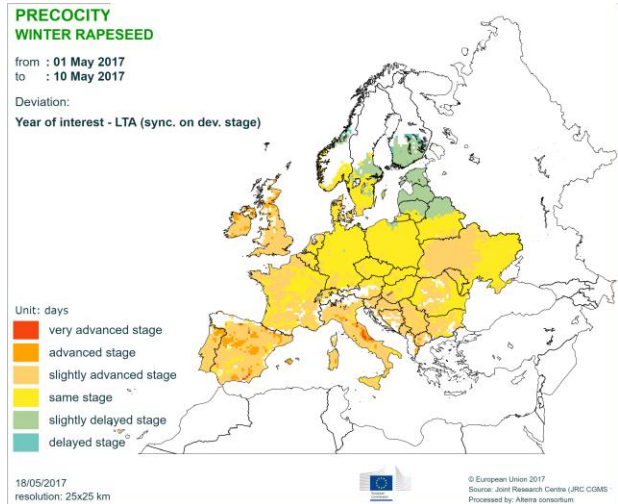 PRECOCITY
WINTER RAPESEED
from : 01 May 2017
to : 10 May 2017
Deviation:
Year of interest - LTA (sync. on dev. stage)
Unit: days
very advanced stage
advanced stage
slightly advanced stage
same stage
slightly delayed stage
delayed stage
18/05/2017
resolution: 25x25 km
European
Commission
© European Union 2017
Source: Joint Research Centre (JRC CGMS
Processed by: Alterra consortium